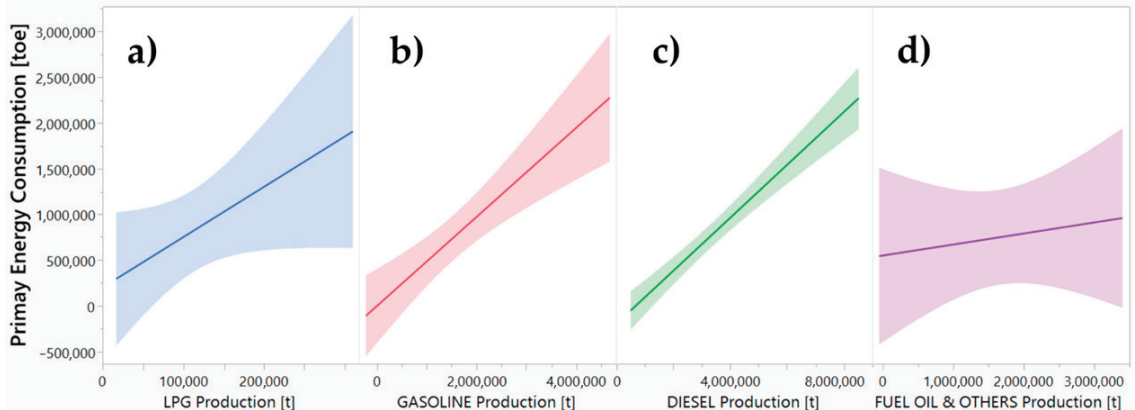 a)
b)
c)
d)
Primay Energy Consumption [toe]
3,000,000
2,500,000
2,000,000
1,500,000
1,000,000
500,000
0
−500,000
0 100,000 200,000
0 2,000,000 4,000,000
0 4,000,000 8,000,000
0 1,000,000 2,000,000 3,000,000
LPG Production [t]
GASOLINE Production [t]
DIESEL Production [t]
FUEL OIL & OTHERS Production [t]